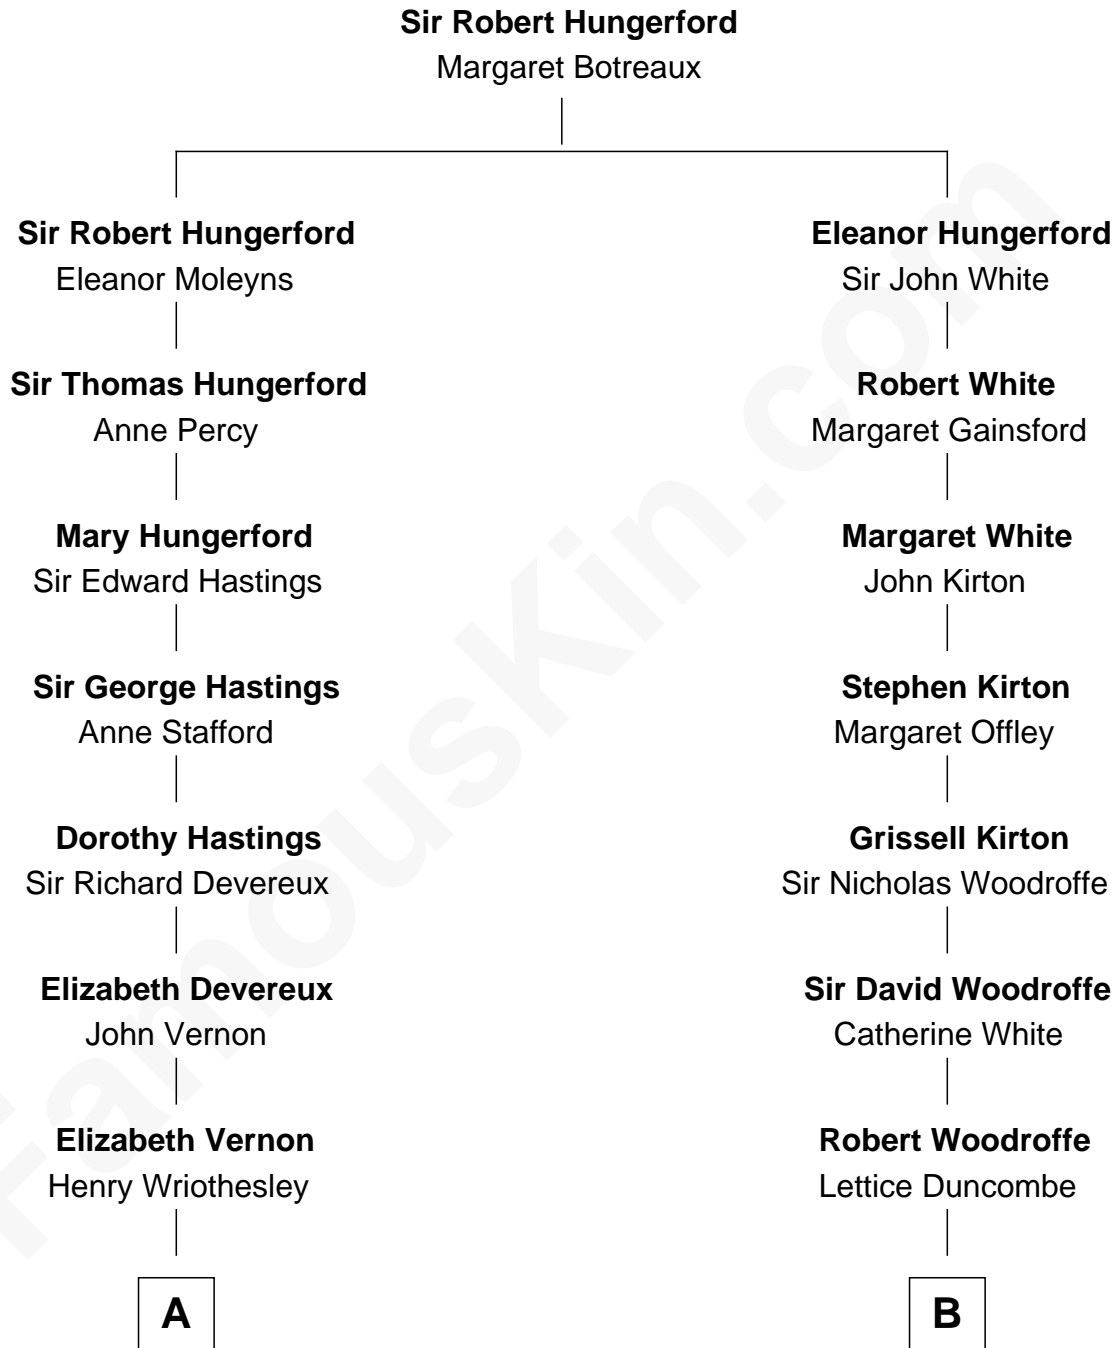 Sir Robert Hungerford
Margaret Botreaux
Sir Robert Hungerford
Eleanor Moleyns
Sir Thomas Hungerford
Anne Percy
Mary Hungerford
Sir Edward Hastings
Sir George Hastings
Anne Stafford
Dorothy Hastings
Sir Richard Devereux
Elizabeth Devereux
John Vernon
Elizabeth Vernon
Henry Wriothesley
A
Eleanor Hungerford
Sir John White
Robert White
Margaret Gainsford
Margaret White
John Kirton
Stephen Kirton
Margaret Offley
Grissell Kirton
Sir Nicholas Woodroffe
Sir David Woodroffe
Catherine White
Robert Woodroffe
Lettice Duncombe
B
FamousKin.com